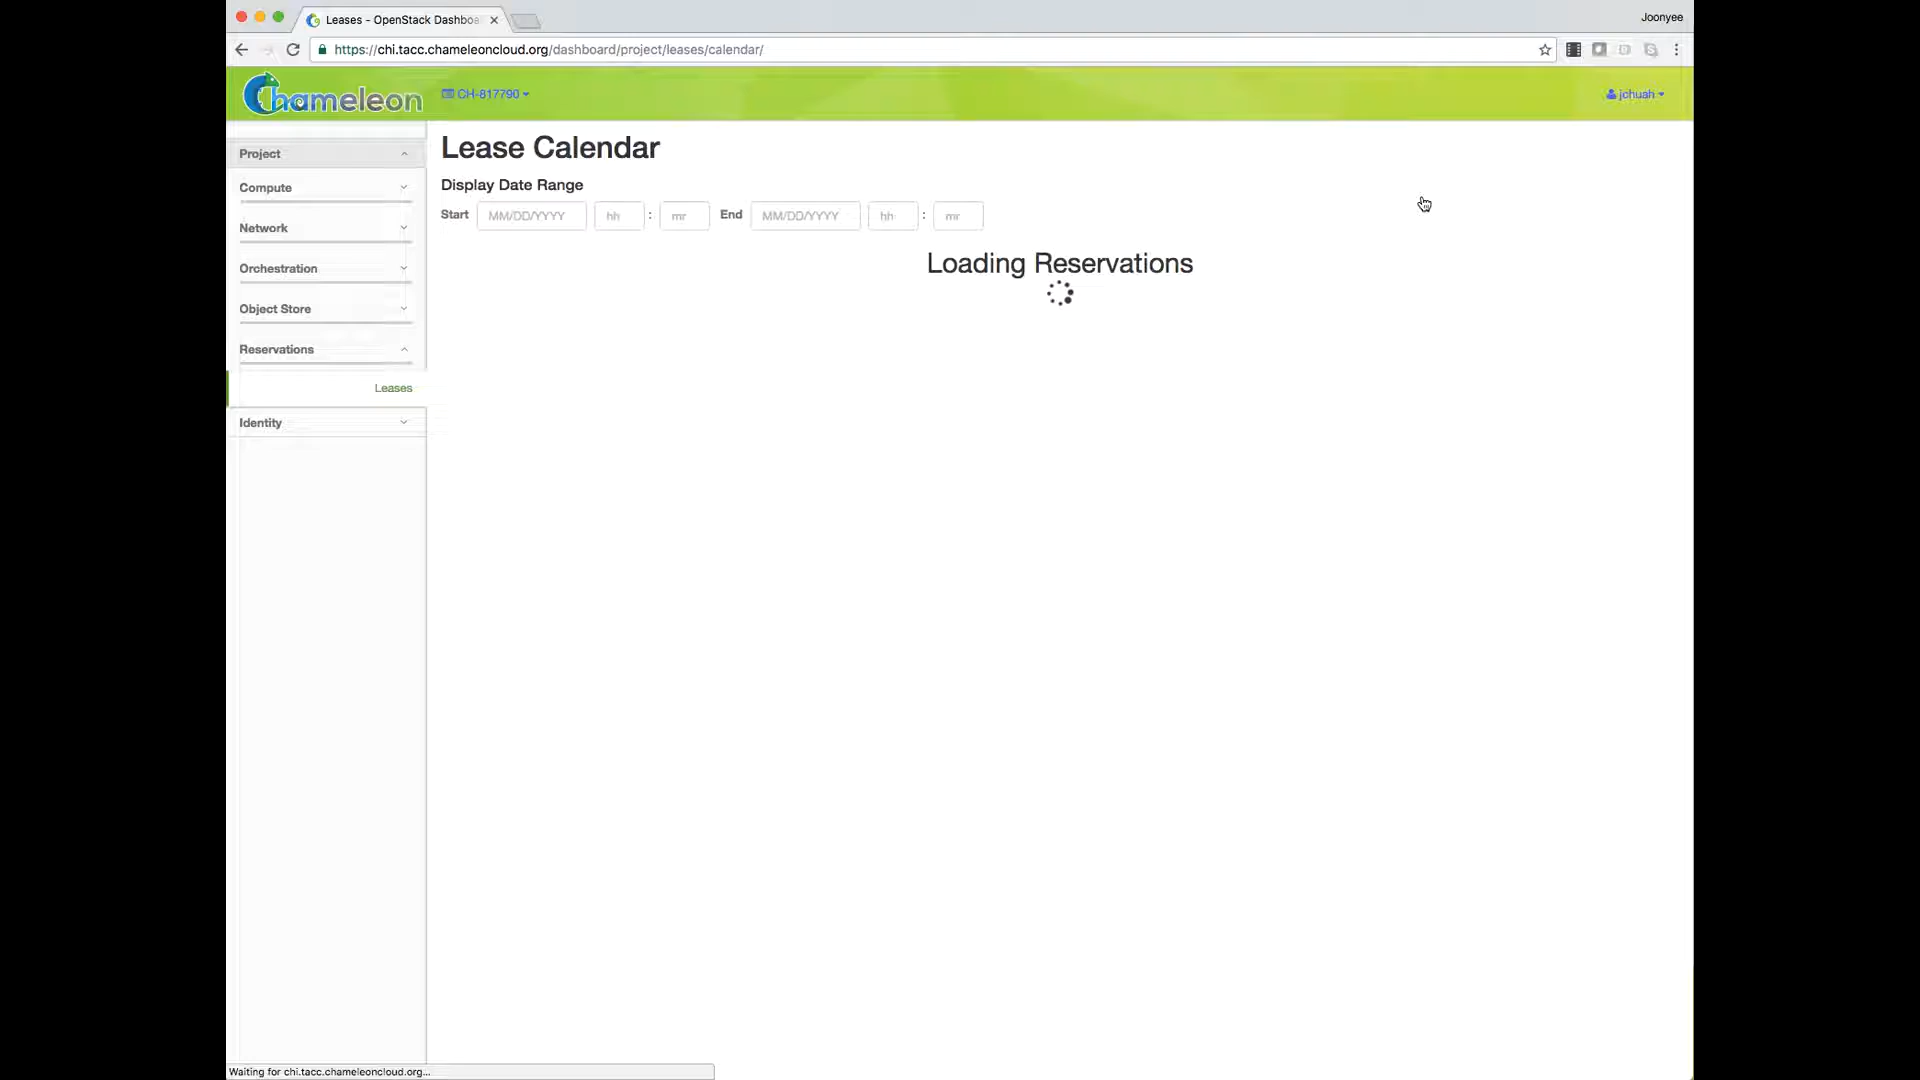 Leases - OpenStack Dashboa
Joonyee
https://chi.tacc.chameleoncloud.org/dashboard/project/leases/calendar/
Chameleon
CH-817790
jchuah
Project
Compute
Network
Orchestration
Object Store
Reservations
Leases
Identity
Lease Calendar
Display Date Range
Start MM/DD/YYYY hh : mr End MM/DD/YYYY hh : mr
Loading Reservations
Waiting for chi.tacc.chameleoncloud.org...